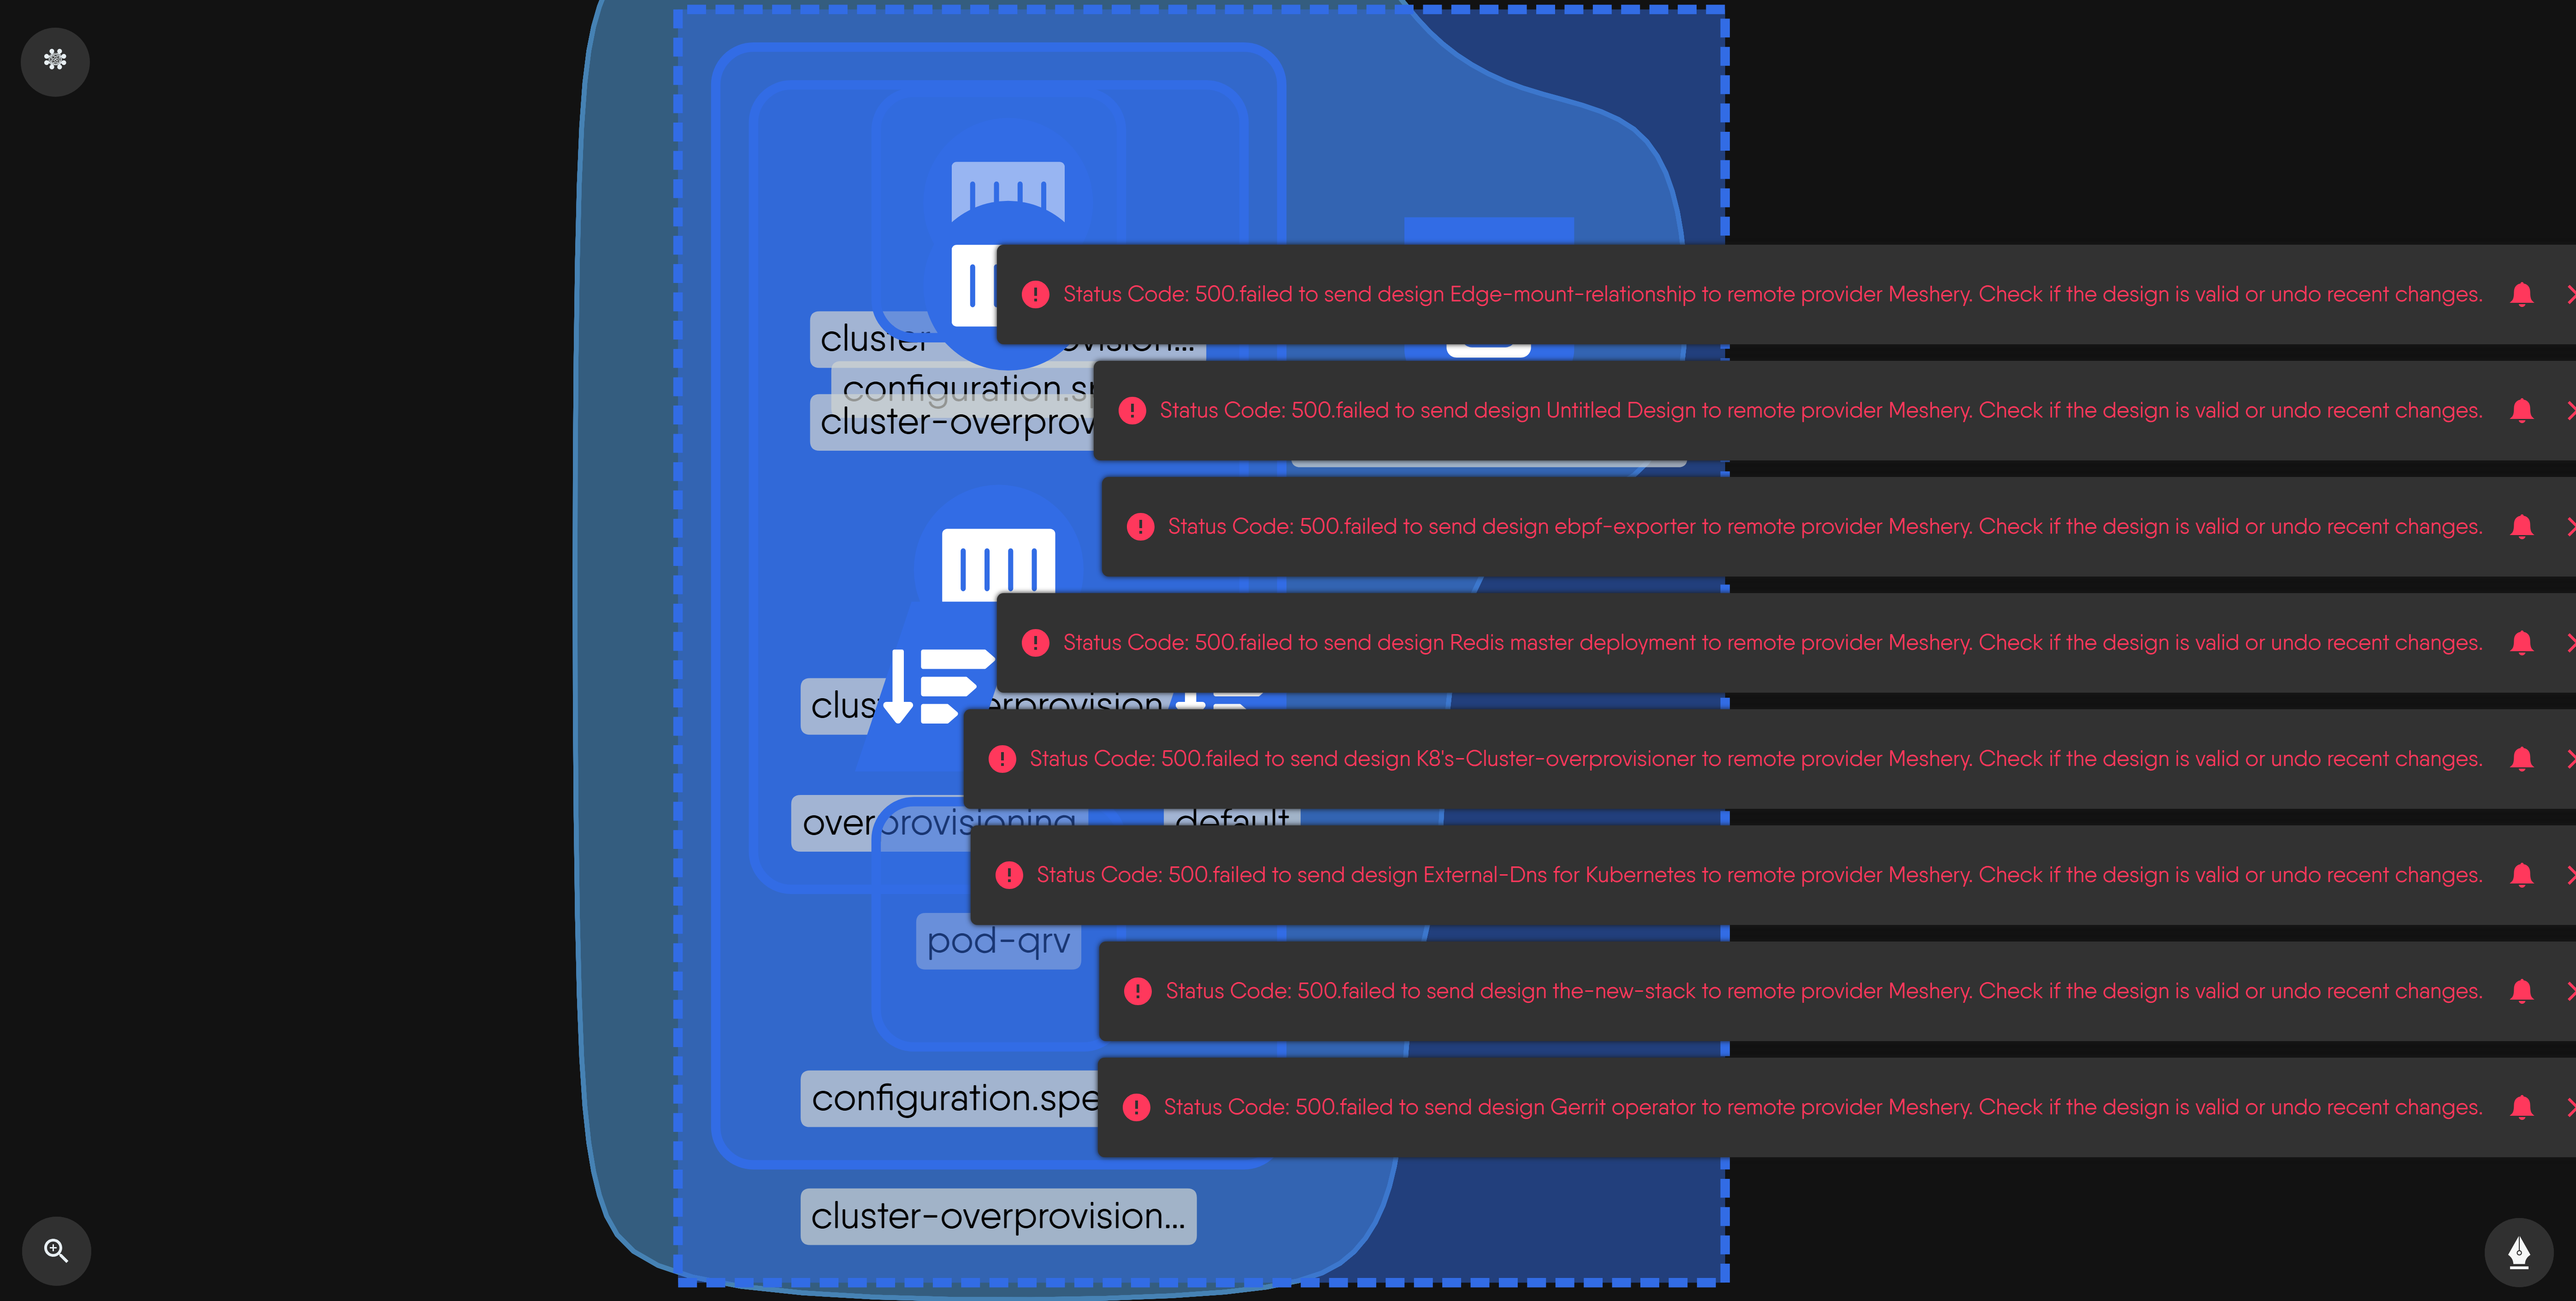 Status Code: 500.failed to send design Edge-mount-relationship to remote provider Meshery. Check if the design is valid or undo recent changes.
cluster-
configuration.s
Status Code: 500.failed to send design Untitled Design to remote provider Meshery. Check if the design is valid or undo recent changes.
cluster-overprov
Status Code: 500.failed to send design ebpf-exporter to remote provider Meshery. Check if the design is valid or undo recent changes.
Status Code: 500.failed to send design Redis master deployment to remote provider Meshery. Check if the design is valid or undo recent changes.
clus erprovision
Status Code: 500.failed to send design K8's-Cluster-overprovisioner to remote provider Meshery. Check if the design is valid or undo recent changes.
overprovisioning default
Status Code: 500.failed to send design External-Dns for Kubernetes to remote provider Meshery. Check if the design is valid or undo recent changes.
pod-qrv
Status Code: 500.failed to send design the-new-stack to remote provider Meshery. Check if the design is valid or undo recent changes.
configuration.spe
Status Code: 500.failed to send design Gerrit operator to remote provider Meshery. Check if the design is valid or undo recent changes.
cluster-overprovision...